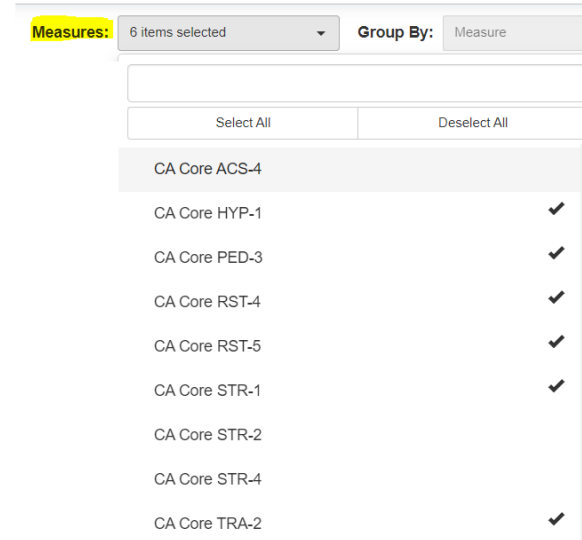 Measures: 6 items selected Group By: Measure
Select All Deselect All
CA Core ACS-4
CA Core HYP-1
CA Core PED-3
CA Core RST-4
CA Core RST-5
CA Core STR-1
CA Core STR-2
CA Core STR-4
CA Core TRA-2